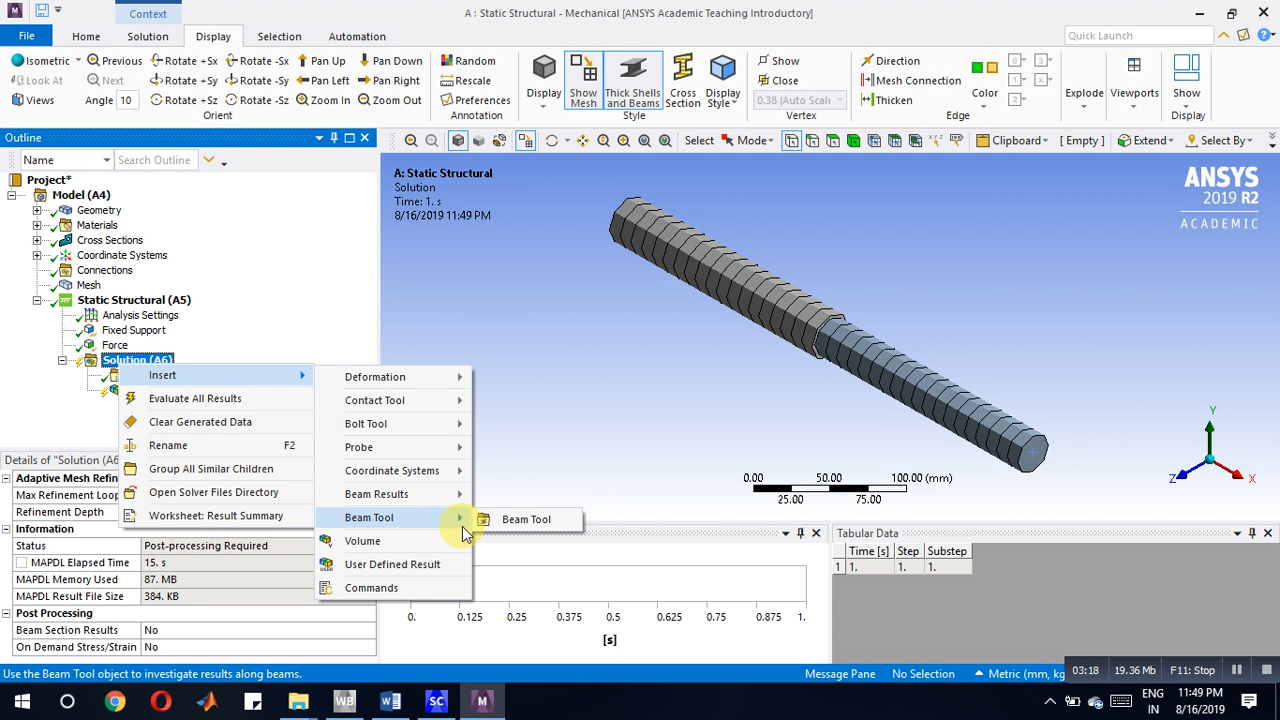 Context
A : Static Structural - Mechanical [ANSYS Academic Teaching Introductory]
File
Home
Solution
Display
Selection
Automation
Quick Launch
Isometric
Previous
Rotate +Sx
Rotate -Sx
Pan Up
Pan Down
Look At
Next
Rotate +Sy
Rotate -Sy
Pan Left
Pan Right
Views
Angle 10
Rotate +Sz
Rotate -Sz
Zoom In
Zoom Out
Orient
Random
Rescale
Preferences
Annotation
Display
Show Mesh
Thick Shells and Beams
Cross Section
Display Style
Style
Show
Close
0.38 (Auto Scale
Vertex
Direction
Mesh Connection
Thicken
Color
Edge
Explode
Viewports
Show
Display
Outline
Select
Mode
Clipboard
[ Empty ]
Extend
Select By
Name
Search Outline
Project*
Model (A4)
Geometry
Materials
Cross Sections
Coordinate Systems
Connections
Mesh
Static Structural (A5)
Analysis Settings
Fixed Support
Force
Solution (A6)
A: Static Structural
Solution
Time: 1. s
8/16/2019 11:49 PM
ANSYS
2019 R2
ACADEMIC
Insert
Evaluate All Results
Clear Generated Data
Rename F2
Group All Similar Children
Open Solver Files Directory
Worksheet: Result Summary
Deformation
Contact Tool
Bolt Tool
Probe
Coordinate Systems
Beam Results
Beam Tool
Volume
User Defined Result
Commands
Beam Tool
0.00 50.00 100.00 (mm)
25.00 75.00
Y
Z
X
Details of "Solution (A6
Adaptive Mesh Refinem
Max Refinement Loop
Refinement Depth
Information
Status Post-processing Required
MAPDL Elapsed Time 15. s
MAPDL Memory Used 87. MB
MAPDL Result File Size 384. KB
Post Processing
Beam Section Results No
On Demand Stress/Strain No
0. 0.125 0.25 0.375 0.5 0.625 0.75 0.875 1.
[s]
Tabular Data
Time [s] Step Substep
1 1. 1. 1.
Use the Beam Tool object to investigate results along beams.
Message Pane
No Selection
Metric (mm, kg
03:18
19.36 Mb
F11: Stop
WB
SC
M
ENG
IN
11:49 PM
8/16/2019